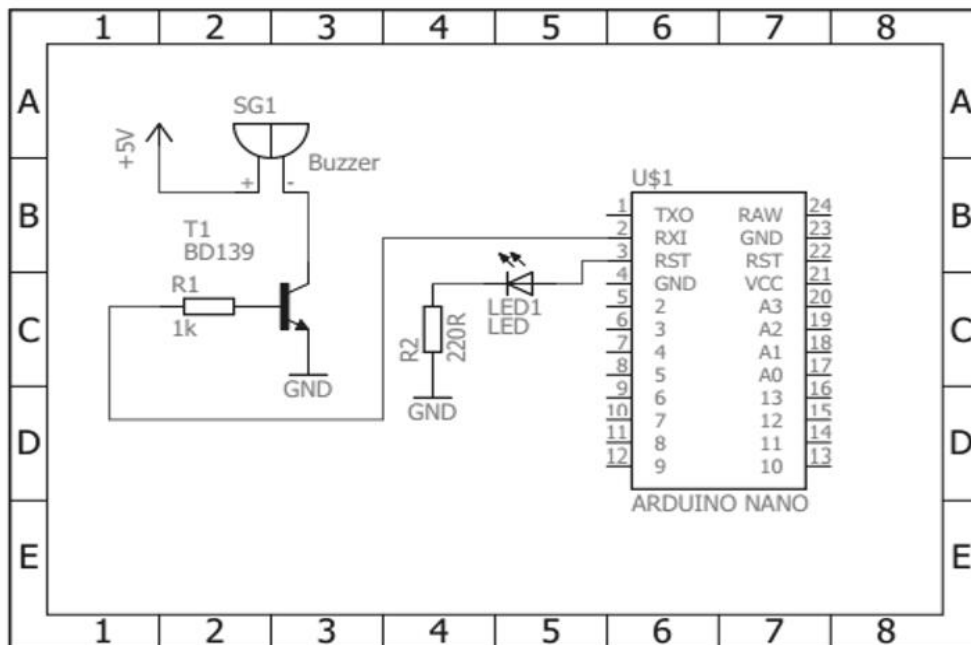 1 2 3 4 5 6 7 8
A A
SG1
+5V
Buzzer
+ -
B B
U$1
1 TXO RAW 24
2 RXI GND 23
3 RST RST 22
4 GND VCC 21
5 2 A3 20
6 3 A2 19
7 4 A1 18
8 5 A0 17
9 6 13 16
10 7 12 15
11 8 11 14
12 9 10 13
ARDUINO NANO
T1
BD139
R1
1k
GND
C C
LED1
LED
R2
220R
GND
D D
E E
1 2 3 4 5 6 7 8